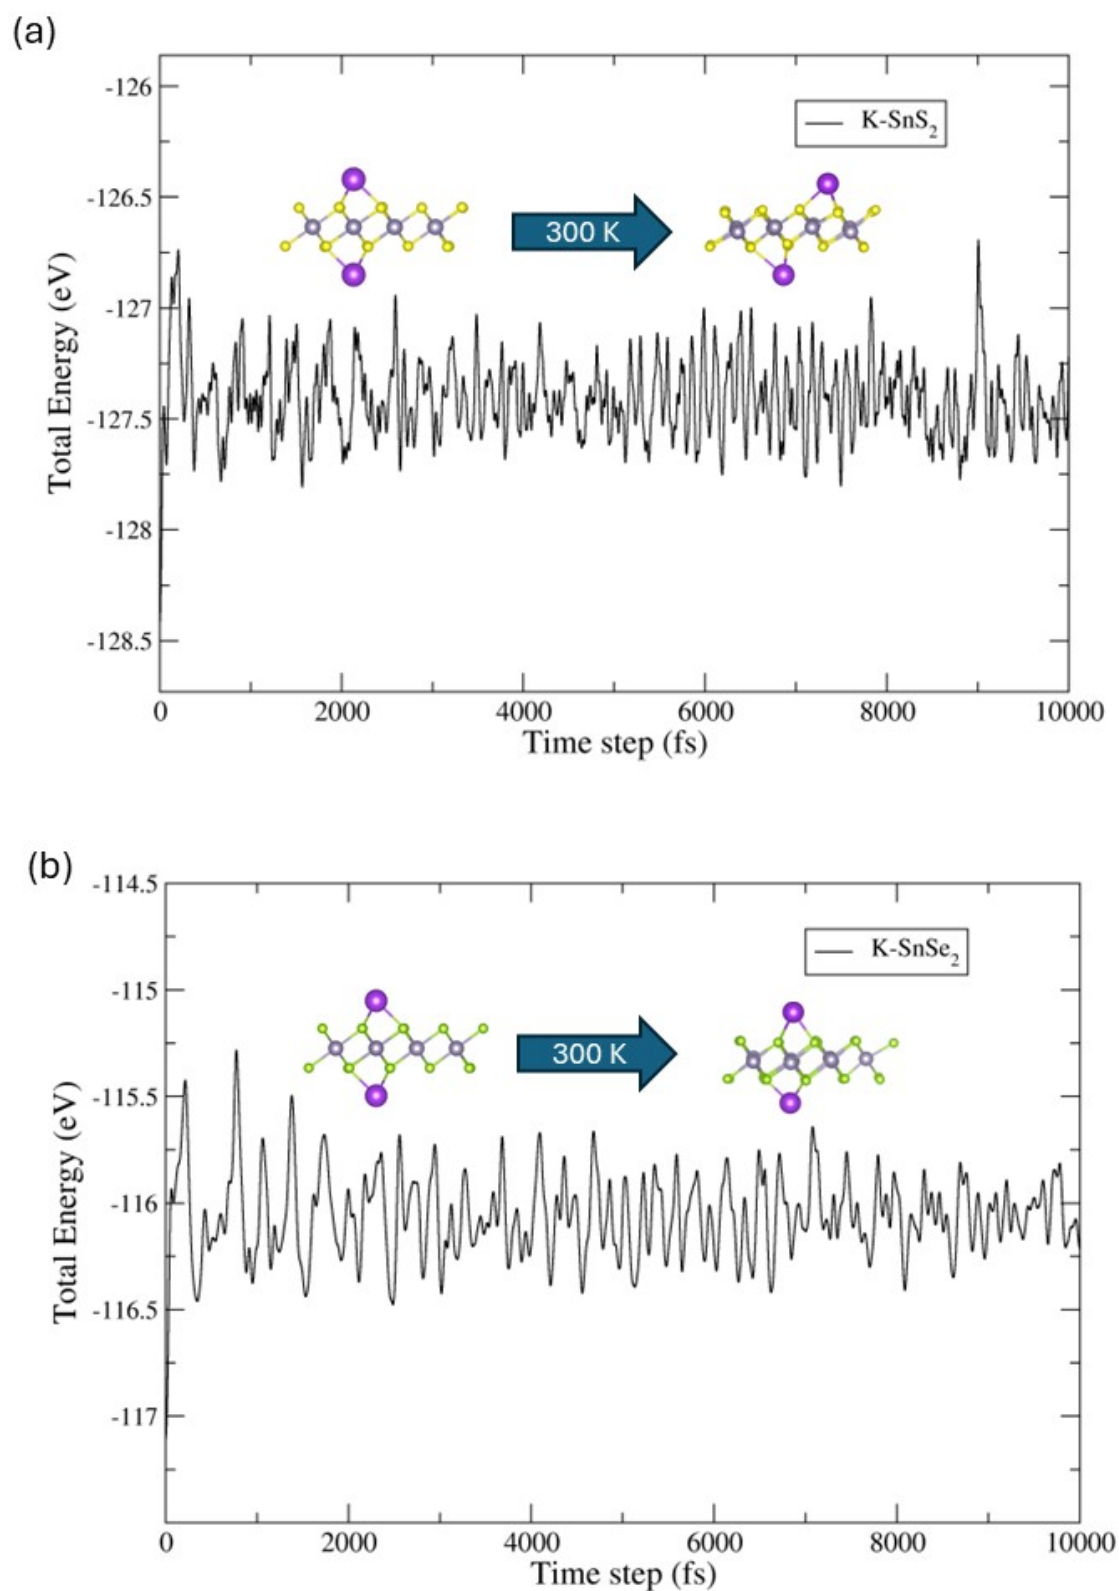 (a)
-126
-126.5
-127
-127.5
-128
-128.5
Total Energy (eV)
K-SnS₂
300 K
0 2000 4000 6000 8000 10000
Time step (fs)
(b)
-114.5
-115
-115.5
-116
-116.5
-117
Total Energy (eV)
K-SnSe₂
300 K
0 2000 4000 6000 8000 10000
Time step (fs)